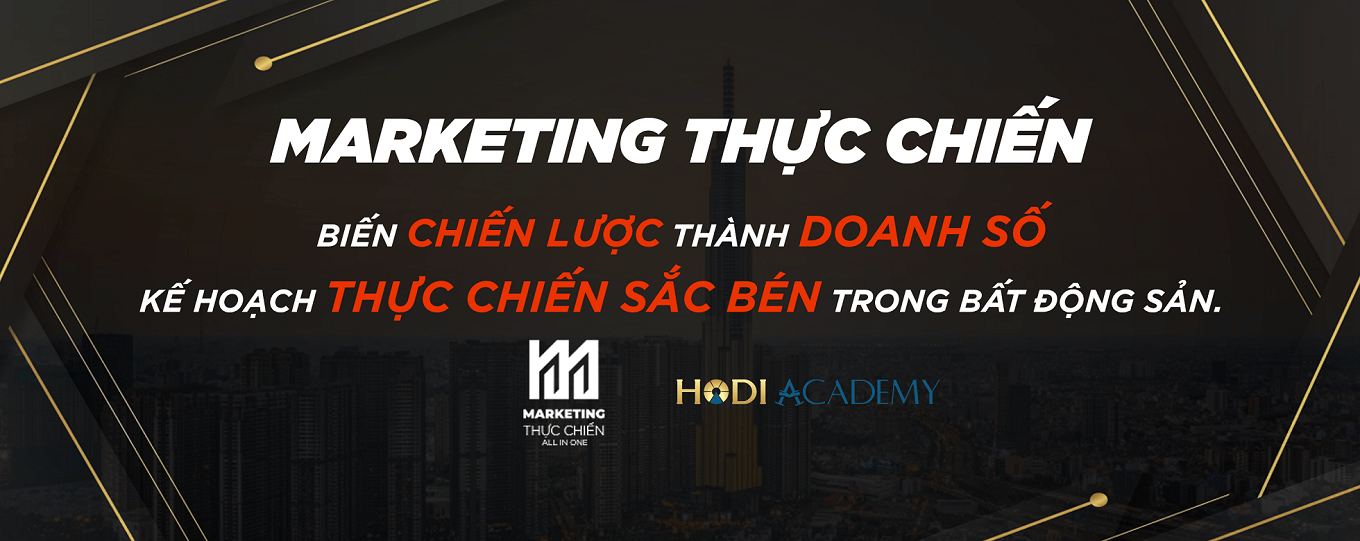 MARKETING THỰC CHIẾN
BIẾN CHIẾN LƯỢC THÀNH DOANH SỐ
KẾ HOẠCH THỰC CHIẾN SẮC BÉN TRONG BẤT ĐỘNG SẢN.
MARKETING
THỰC CHIẾN
ALL IN ONE
HODI ACADEMY